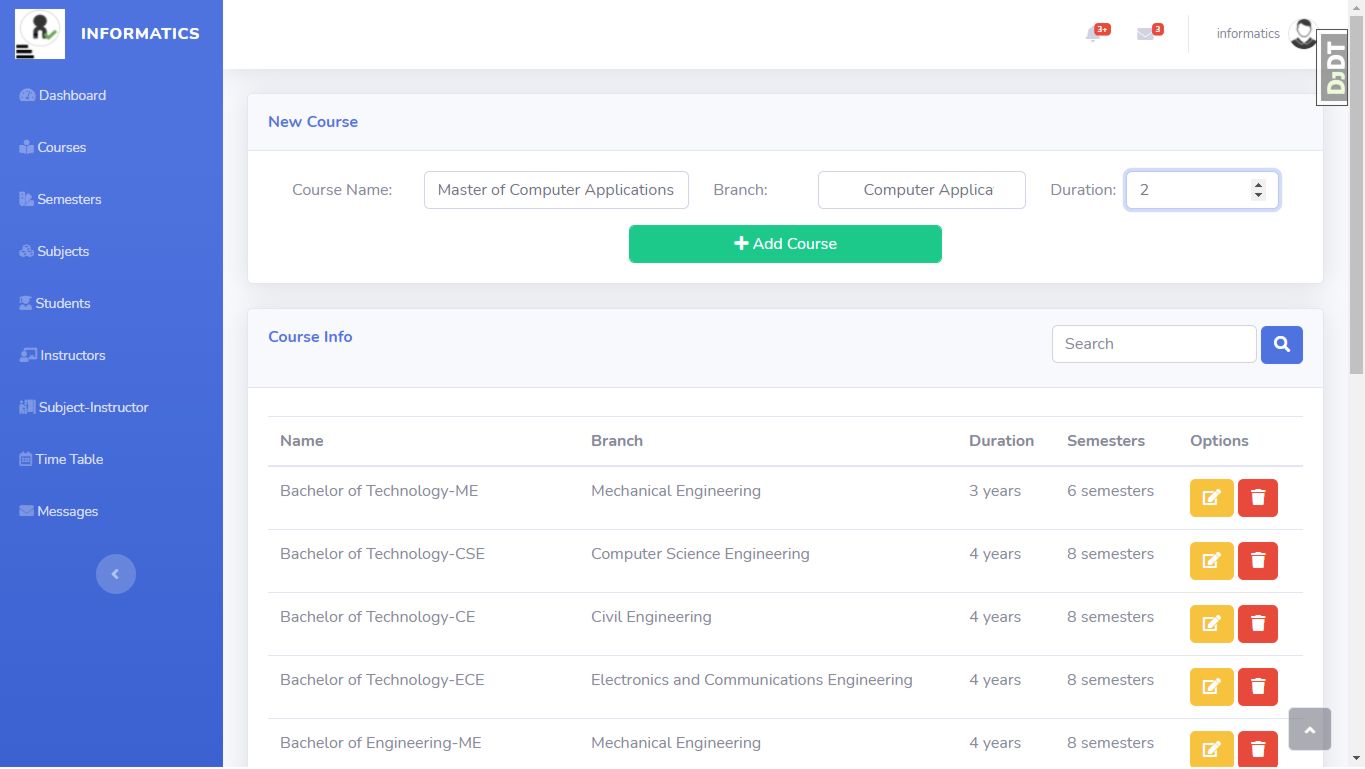 INFORMATICS
Dashboard
Courses
Semesters
Subjects
Students
Instructors
Subject-Instructor
Time Table
Messages
3+
3
informatics
DJDT
New Course
Course Name: Master of Computer Applications Branch: Computer Applica Duration: 2
Add Course
Course Info
Search
Name Branch Duration Semesters Options
Bachelor of Technology-ME Mechanical Engineering 3 years 6 semesters
Bachelor of Technology-CSE Computer Science Engineering 4 years 8 semesters
Bachelor of Technology-CE Civil Engineering 4 years 8 semesters
Bachelor of Technology-ECE Electronics and Communications Engineering 4 years 8 semesters
Bachelor of Engineering-ME Mechanical Engineering 4 years 8 semesters